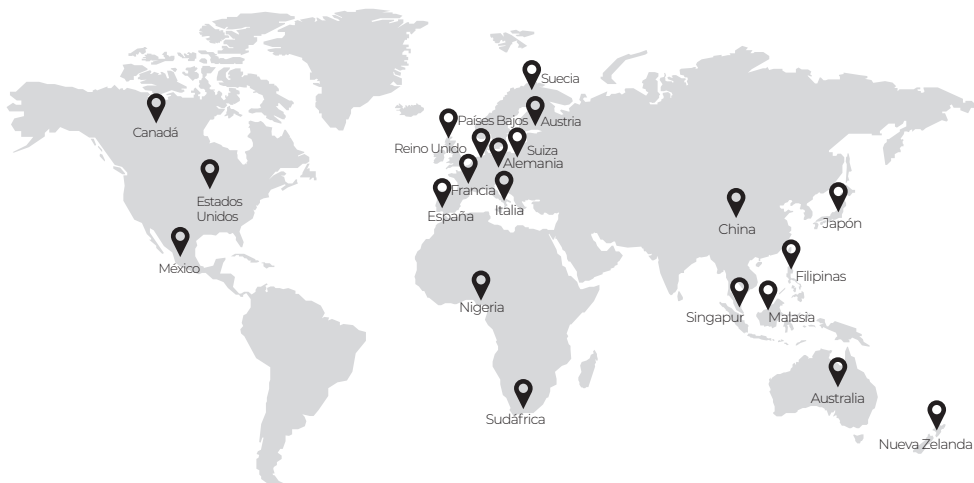 Suecia
Canadá
Países Bajos
Austria
Reino Unido
Suiza
Alemania
Francia
Estados
Unidos
España
Italia
China
Japón
México
Filipinas
Nigeria
Singapur
Malasia
Australia
Sudáfrica
Nueva Zelanda